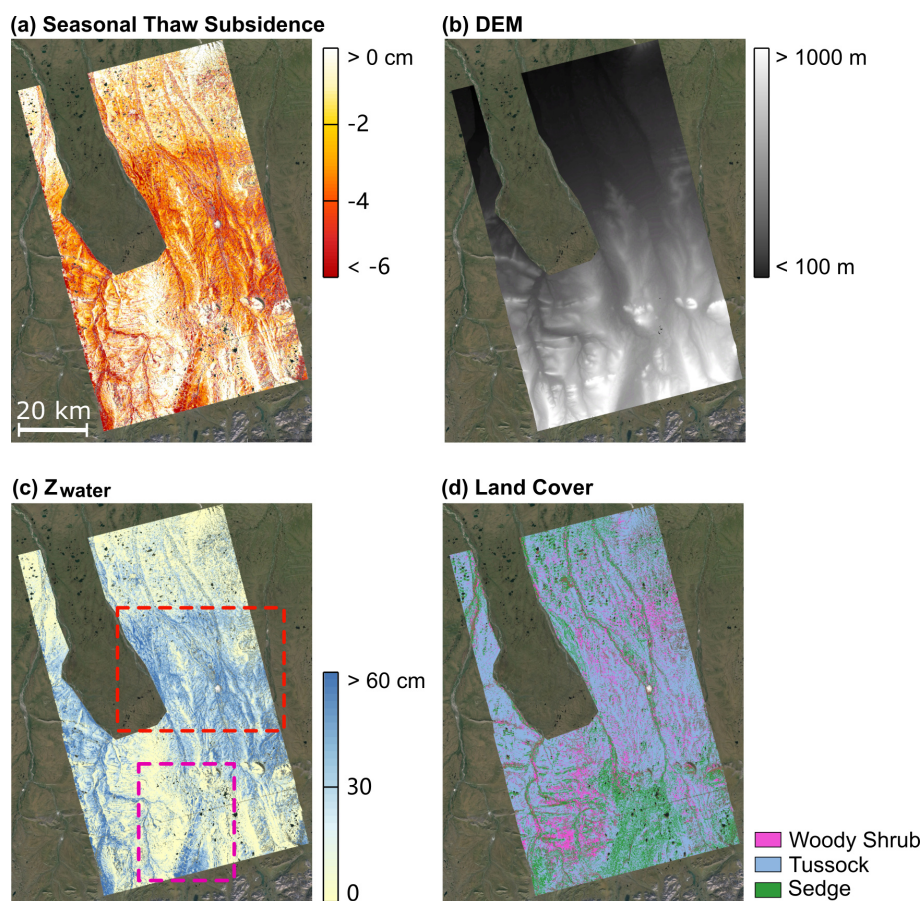 (a) Seasonal Thaw Subsidence
> 0 cm
-2
-4
< -6
20 km
(b) DEM
> 1000 m
< 100 m
(c) Zwater
> 60 cm
30
0
(d) Land Cover
Woody Shrub
Tussock
Sedge